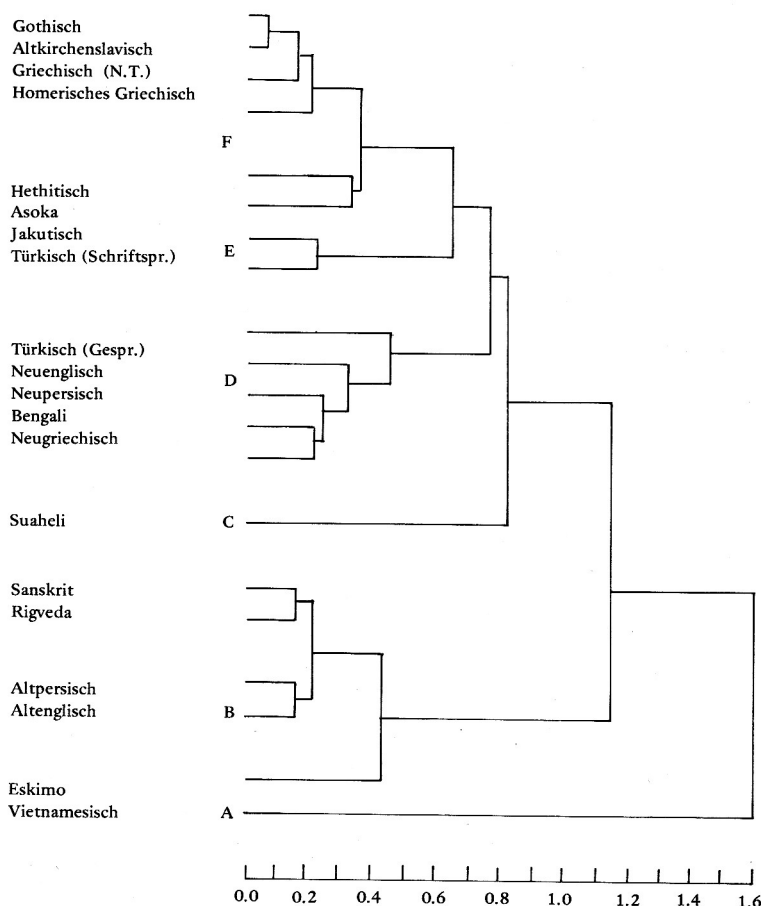 Gothisch
Altkirchenslavisch
Griechisch (N.T.)
Homerisches Griechisch
F
Hethitisch
Asoka
Jakutisch
Türkisch (Schriftspr.) E
Türkisch (Gespr.)
Neuenglisch
D
Neupersisch
Bengali
Neugriechisch
Suaheli C
Sanskrit
Rigveda
Altpersisch
Altenglisch B
Eskimo
Vietnamesisch A
0.0 0.2 0.4 0.6 0.8 1.0 1.2 1.4 1.6